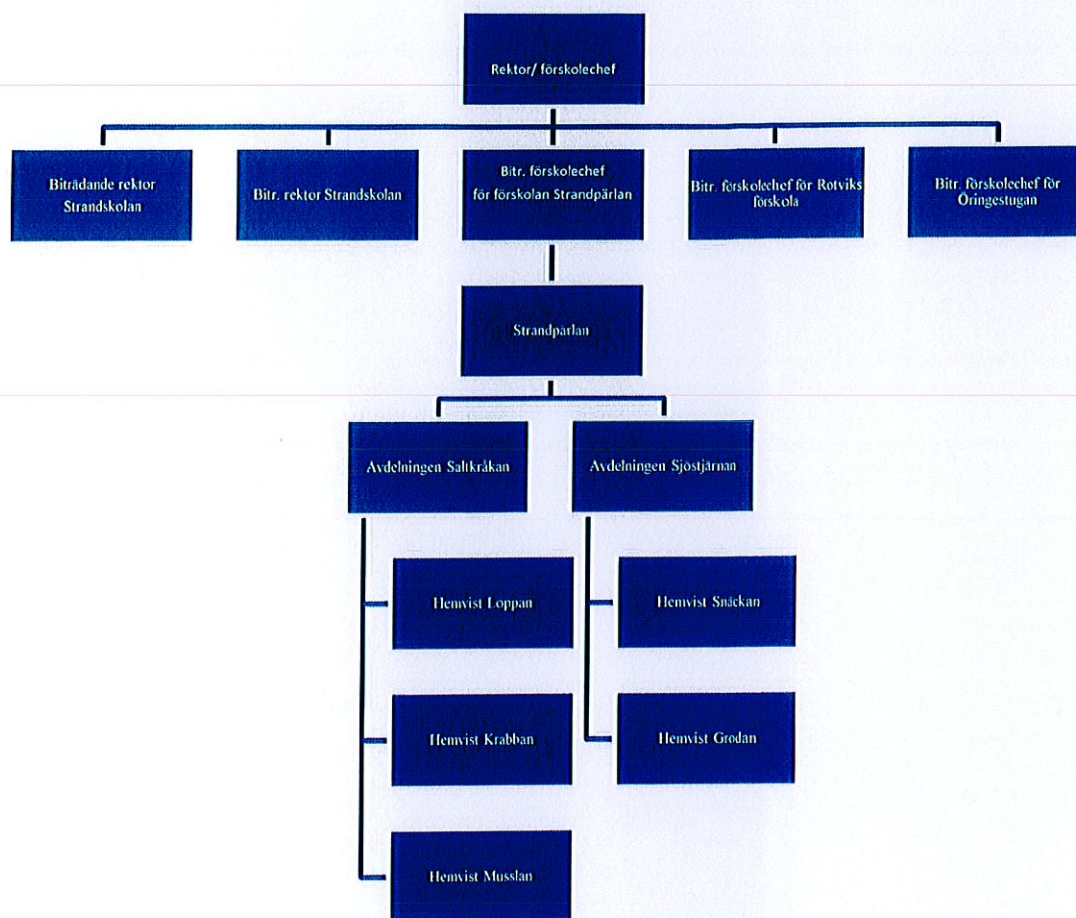 Rektor/ förskolechef
Biträdande rektor
Strandskolan
Bitr. rektor Strandskolan
Bitr. förskolechef
för förskolan Strandpärlan
Bitr. förskolechef för Rotviks
förskola
Bitr. förskolechef för
Öringestugan
Strandpärlan
Avdelningen Saltkråkan
Avdelningen Sjöstjärnan
Hemvist Loppan
Hemvist Snäckan
Hemvist Krabban
Hemvist Grodan
Hemvist Musslan